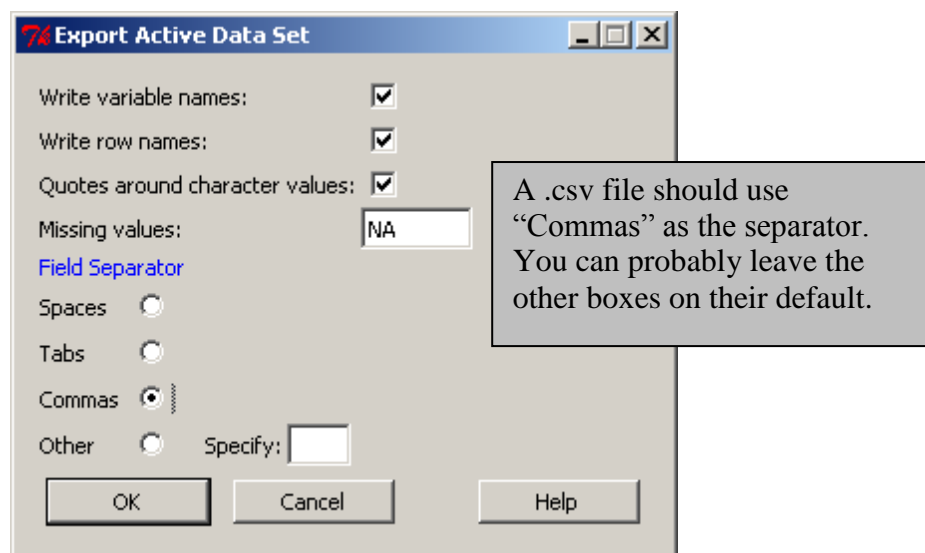 Export Active Data Set
Write variable names:
Write row names:
Quotes around character values:
Missing values: NA
Field Separator
Spaces
Tabs
Commas
Other Specify:
OK Cancel Help
A .csv file should use
“Commas” as the separator.
You can probably leave the
other boxes on their default.